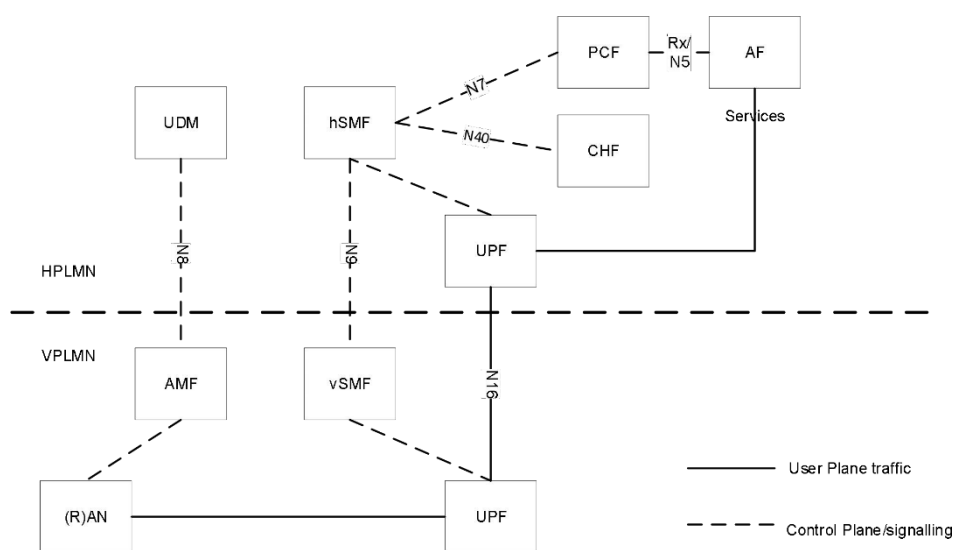 PCF
Rx/
N5
AF
N7
Services
UDM
hSMF
N40
CHF
UPF
N8
N9
HPLMN
VPLMN
AMF
vSMF
N16
User Plane traffic
(R)AN
UPF
Control Plane/signalling